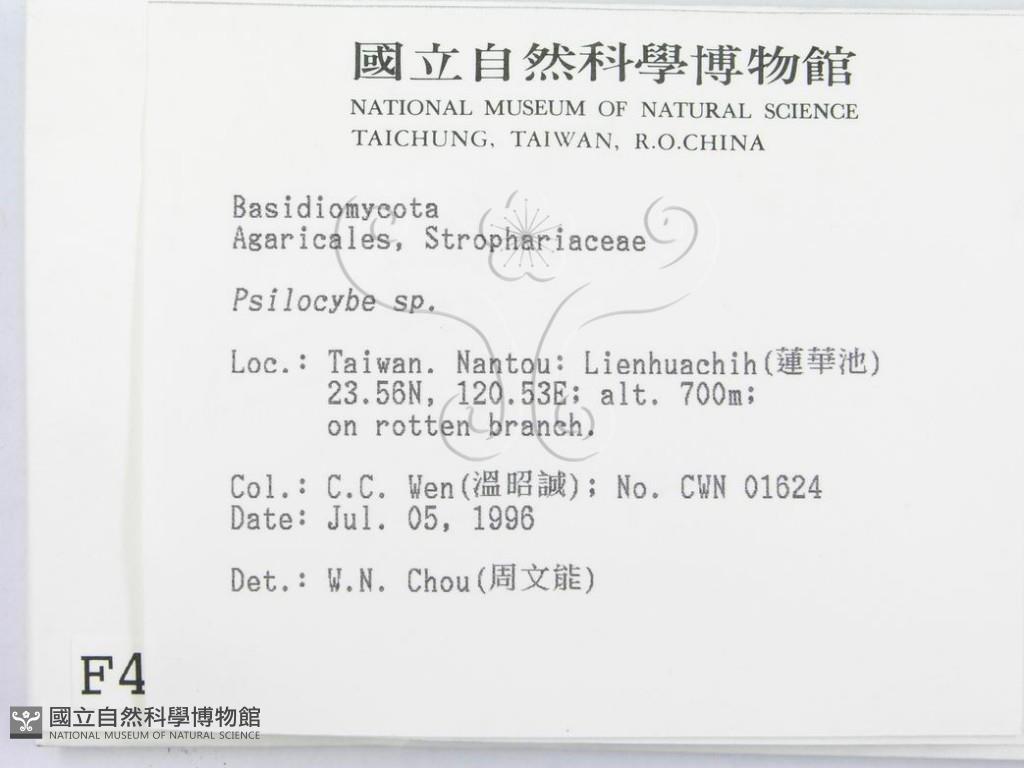 國立自然科學博物館
NATIONAL MUSEUM OF NATURAL SCIENCE
TAICHUNG, TAIWAN, R.O.CHINA
Basidiomycota
Agaricales, Strophariaceae
Psilocybe sp.
Loc.: Taiwan. Nantou: Lienhuachih(蓮華池)
23.56N, 120.53E; alt. 700m;
on rotten branch.
Col.: C.C. Wen(溫昭誠); No. CWN 01624
Date: Jul. 05, 1996
Det.: W.N. Chou(周文能)
F4
國立自然科學博物館
NATIONAL MUSEUM OF NATURAL SCIENCE